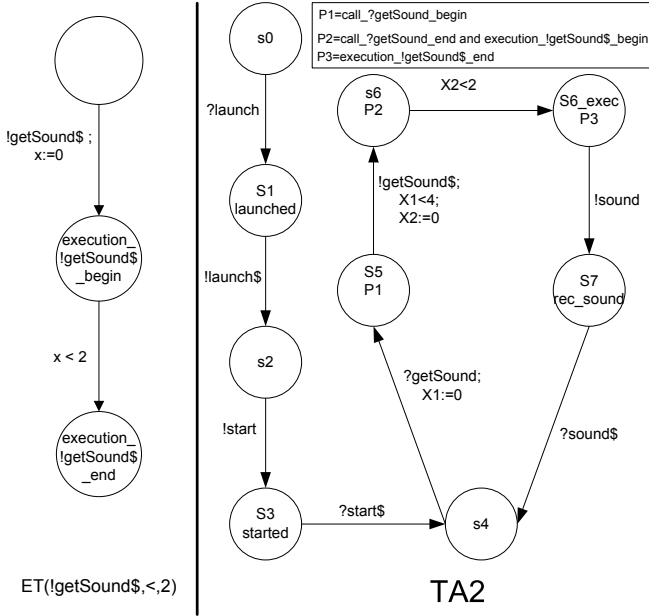 !getSound$ ;
x:=0
execution_
!getSound$
_begin
x < 2
execution_
!getSound$
_end
ET(!getSound$,<,2)
P1=call_?getSound_begin
P2=call_?getSound_end and execution_!getSound$_begin
P3=execution_!getSound$_end
s0
?launch
S1
launched
!launch$
s2
!start
S3
started
?start$
s4
?getSound;
X1:=0
S5
P1
!getSound$;
X1<4;
X2:=0
s6
P2
X2<2
S6_exec
P3
!sound
S7
rec_sound
?sound$
TA2